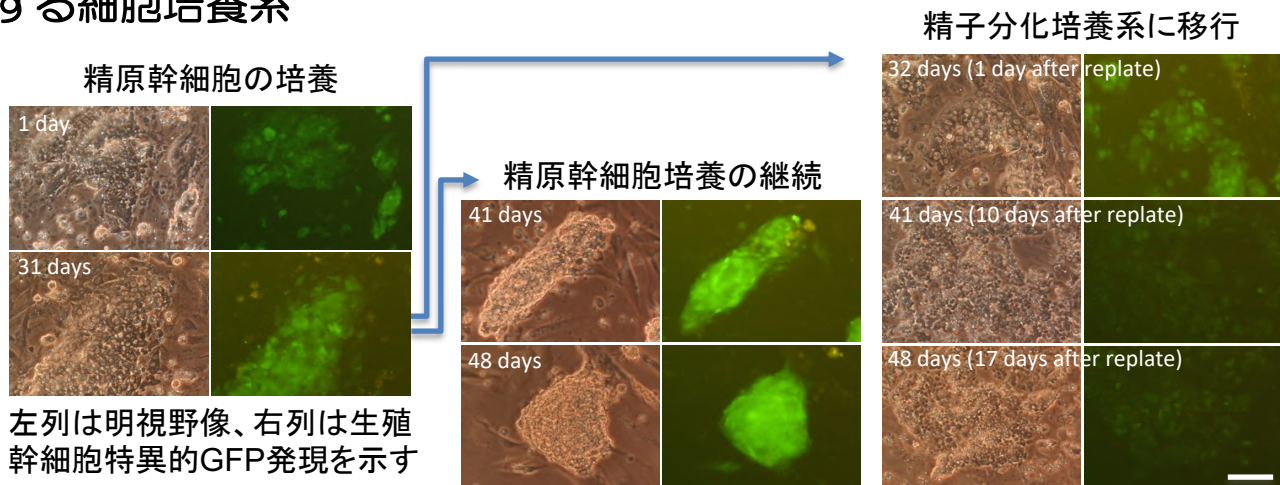 する細胞培養系
精子分化培養系に移行
精原幹細胞の培養
1 day
31 days
左列は明視野像、右列は生殖
幹細胞特異的GFP発現を示す
精原幹細胞培養の継続
41 days
48 days
32 days (1 day after replate)
41 days (10 days after replate)
48 days (17 days after replate)